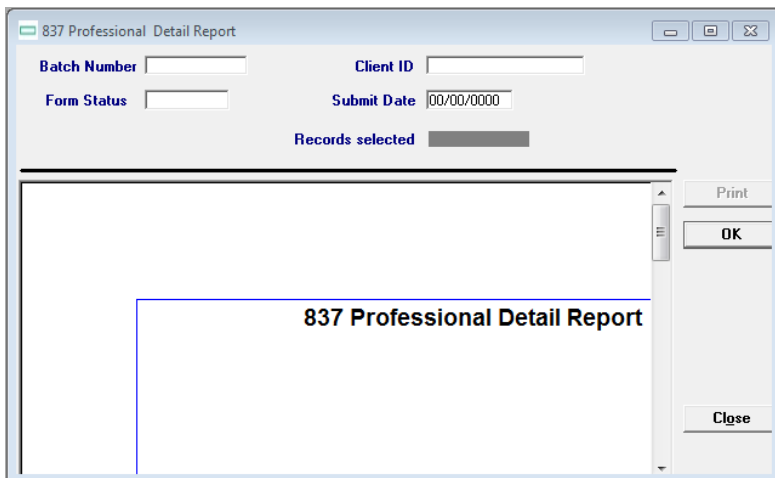 837 Professional Detail Report
Batch Number Client ID
Form Status Submit Date 00/00/0000
Records selected
Print
OK
837 Professional Detail Report
Close